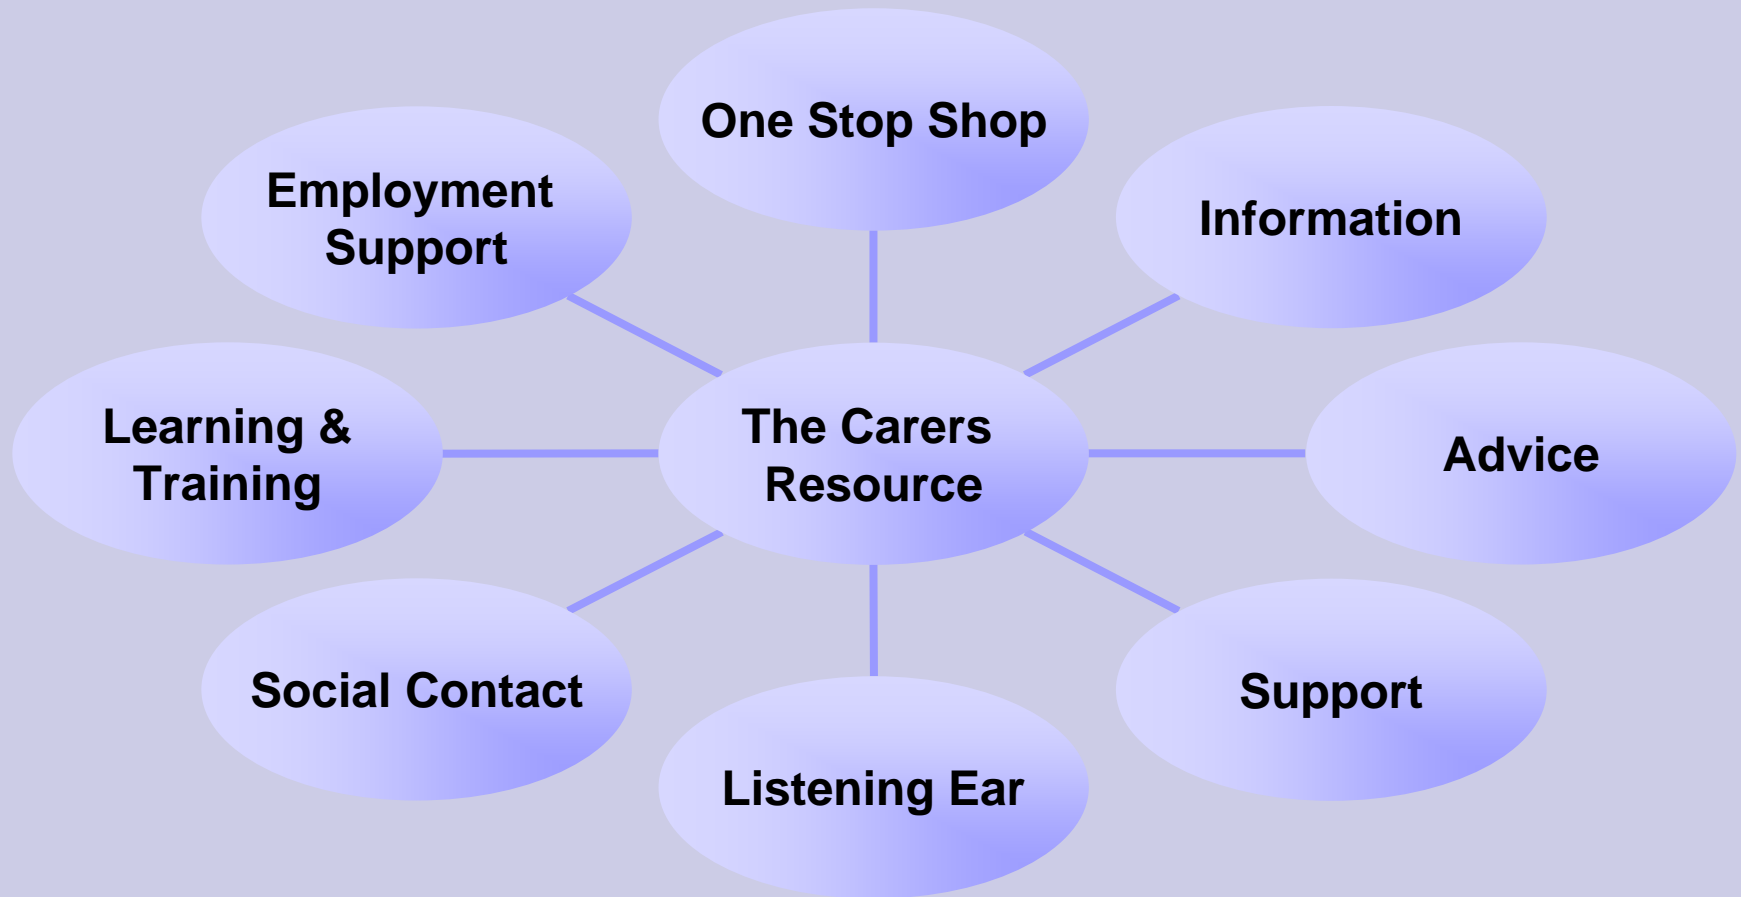 One Stop Shop
Employment
Support
Information
Learning &
Training
The Carers
Resource
Advice
Social Contact
Support
Listening Ear